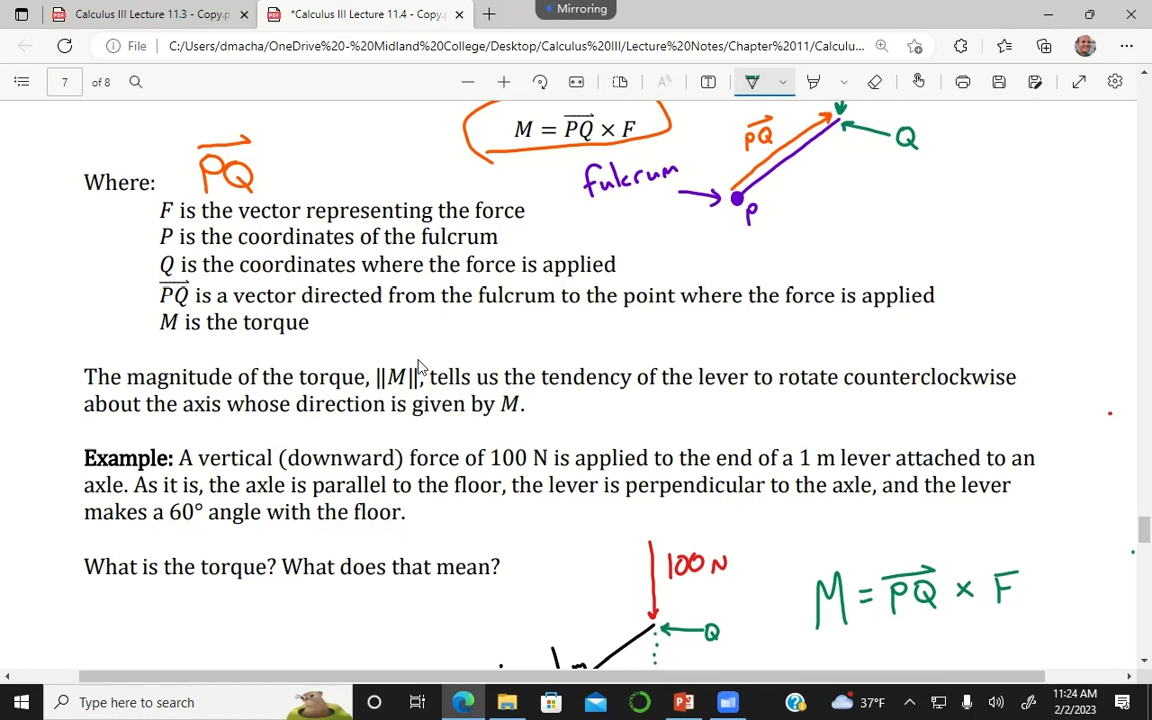 Mirroring
Calculus III Lecture 11.3 - Copy.p
*Calculus III Lecture 11.4 - Copy.
File
C:/Users/dmacha/OneDrive%20-%20Midland%20College/Desktop/Calculus%20III/Lecture%20Notes/Chapter%2011/Calculu...
7 of 8
M = PQ × F
PQ
Q
PQ
fulcrum
P
Where:
F is the vector representing the force
P is the coordinates of the fulcrum
Q is the coordinates where the force is applied
PQ is a vector directed from the fulcrum to the point where the force is applied
M is the torque
The magnitude of the torque, ‖M‖, tells us the tendency of the lever to rotate counterclockwise
about the axis whose direction is given by M.
Example: A vertical (downward) force of 100 N is applied to the end of a 1 m lever attached to an
axle. As it is, the axle is parallel to the floor, the lever is perpendicular to the axle, and the lever
makes a 60° angle with the floor.
What is the torque? What does that mean?
100 N
M = PQ × F
Q
1m
Type here to search
37°F
11:24 AM
2/2/2023